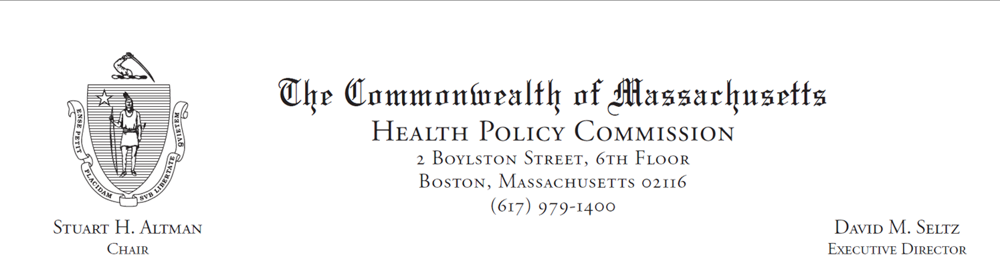 The Commonwealth of Massachusetts
Health Policy Commission
2 Boylston Street, 6th Floor
Boston, Massachusetts 02116
(617) 979-1400
ENSE PETIT
PLACIDAM
SVB LIBERTATE
QVIETEM
Stuart H. Altman
Chair
David M. Seltz
Executive Director